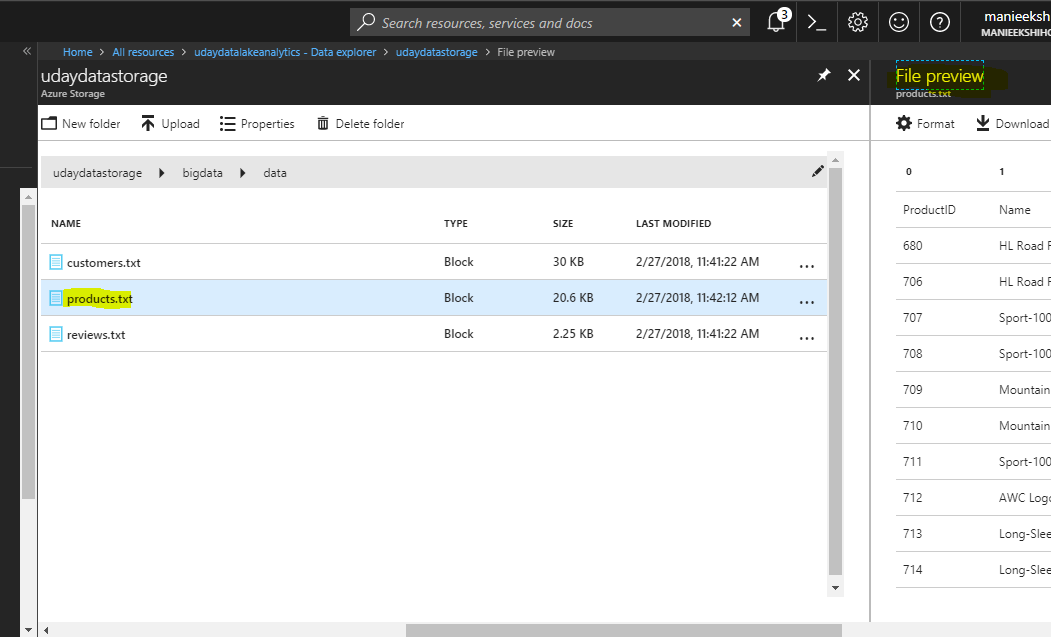 Search resources, services and docs
3
manieeksh
MANIEEKSHIHO
Home > All resources > udaydatalakeanalytics - Data explorer > udaydatastorage > File preview
udaydatastorage
Azure Storage
New folder Upload Properties Delete folder
udaydatastorage bigdata data
NAME TYPE SIZE LAST MODIFIED
customers.txt Block 30 KB 2/27/2018, 11:41:22 AM ...
products.txt Block 20.6 KB 2/27/2018, 11:42:12 AM ...
reviews.txt Block 2.25 KB 2/27/2018, 11:41:22 AM ...
File preview
products.txt
Format Download
0 1
ProductID Name
680 HL Road F
706 HL Road F
707 Sport-100
708 Sport-100
709 Mountain
710 Mountain
711 Sport-100
712 AWC Logo
713 Long-Slee
714 Long-Slee